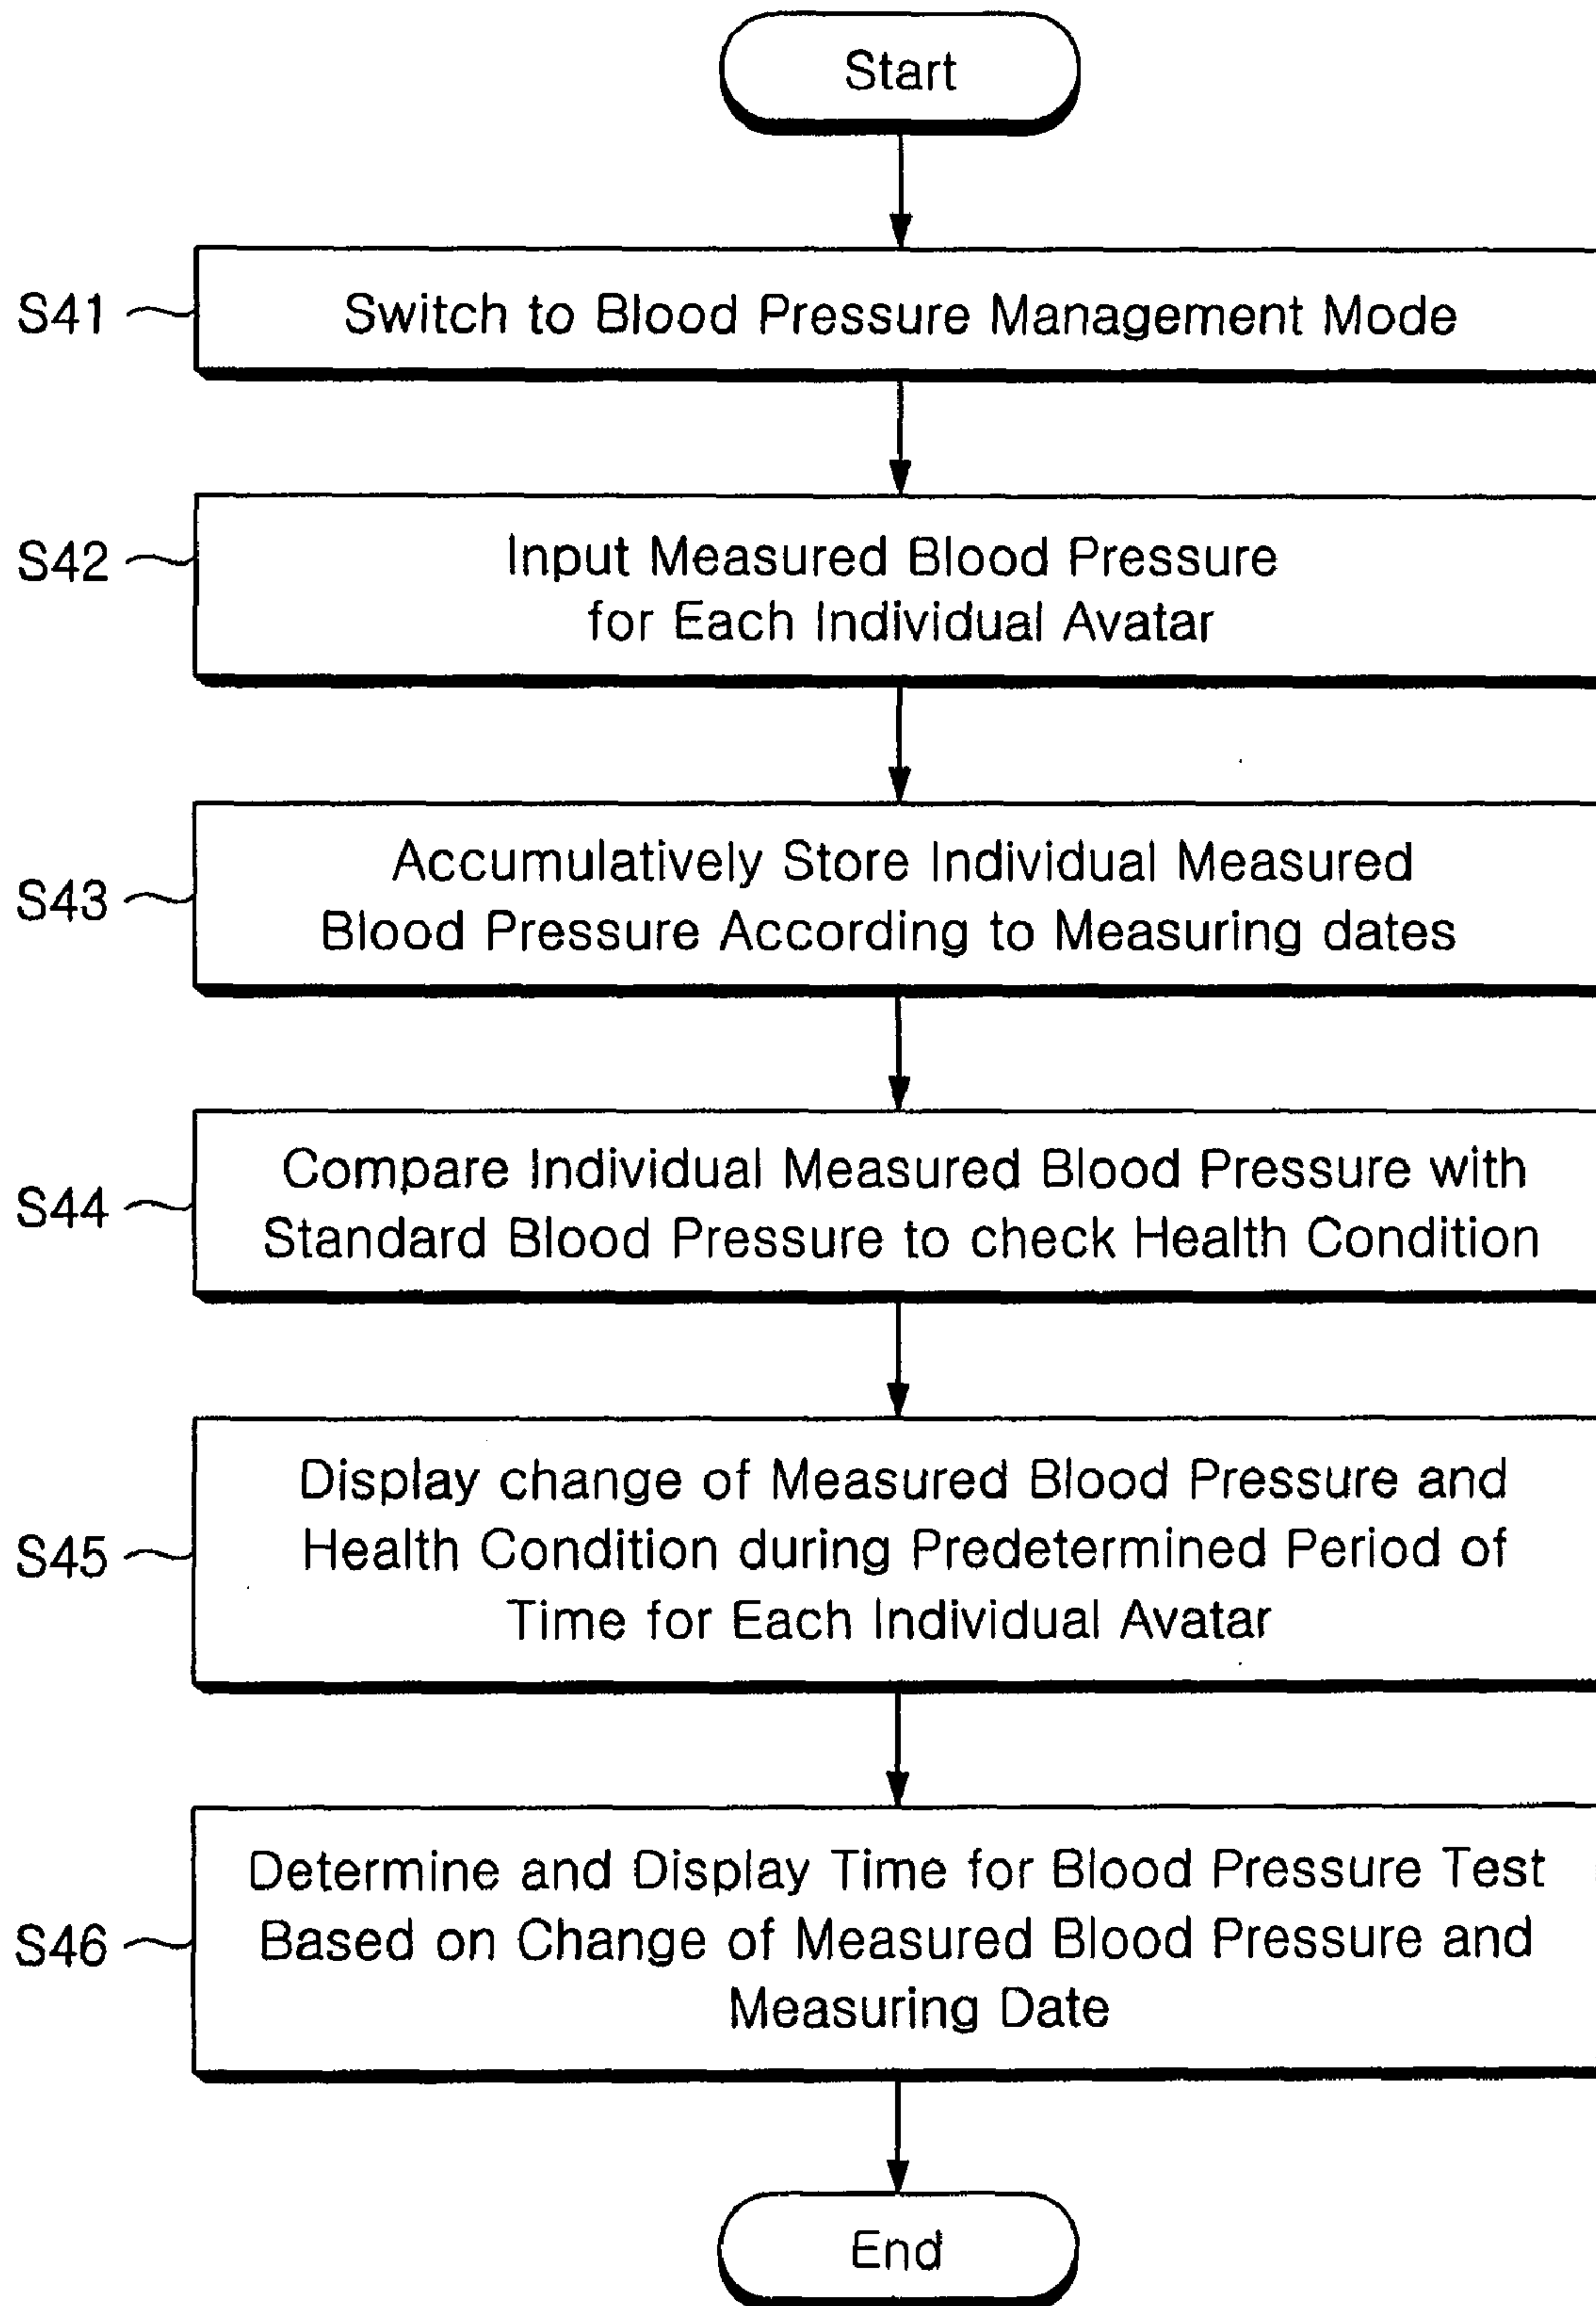 Start
S41
Switch to Blood Pressure Management Mode
S42
Input Measured Blood Pressure
for Each Individual Avatar
S43
Accumulatively Store Individual Measured
Blood Pressure According to Measuring dates
S44
Compare Individual Measured Blood Pressure with
Standard Blood Pressure to check Health Condition
S45
Display change of Measured Blood Pressure and
Health Condition during Predetermined Period of
Time for Each Individual Avatar
S46
Determine and Display Time for Blood Pressure Test
Based on Change of Measured Blood Pressure and
Measuring Date
End